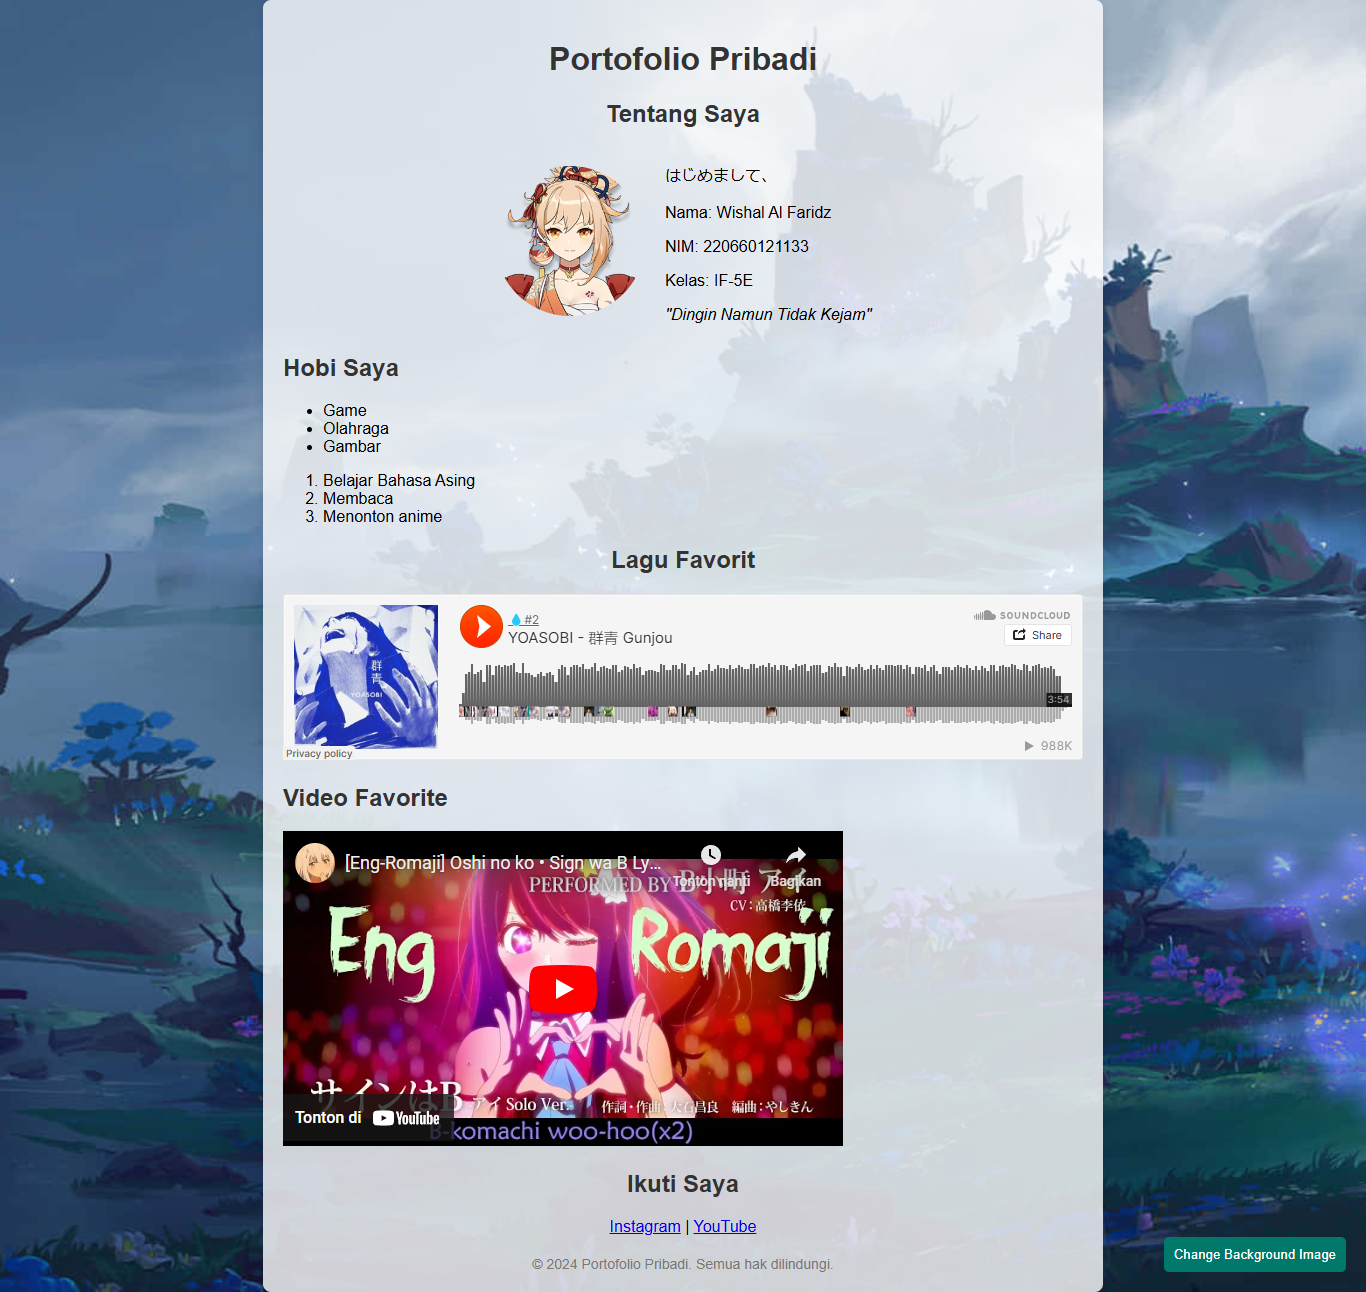 Portofolio Pribadi
Tentang Saya
はじめまして、
Nama: Wishal Al Faridz
NIM: 220660121133
Kelas: IF-5E
"Dingin Namun Tidak Kejam"
Hobi Saya
Game
Olahraga
Gambar
1. Belajar Bahasa Asing
2. Membaca
3. Menonton anime
Lagu Favorit
群青
YOASOBI
💧 #2
YOASOBI - 群青 Gunjou
SOUNDCLOUD
Share
3:54
988K
Privacy policy
Video Favorite
[Eng-Romaji] Oshi no ko • Sign wa B Ly...
Tonton nanti
Bagikan
PERFORMED BY B小町 アイ
CV：高橋李依
Eng Romaji
サインはB アイ Solo Ver.
作詞・作曲：大石昌良 編曲：やしきん
Tonton di YouTube
B-komachi woo-hoo(x2)
Ikuti Saya
Instagram | YouTube
© 2024 Portofolio Pribadi. Semua hak dilindungi.
Change Background Image